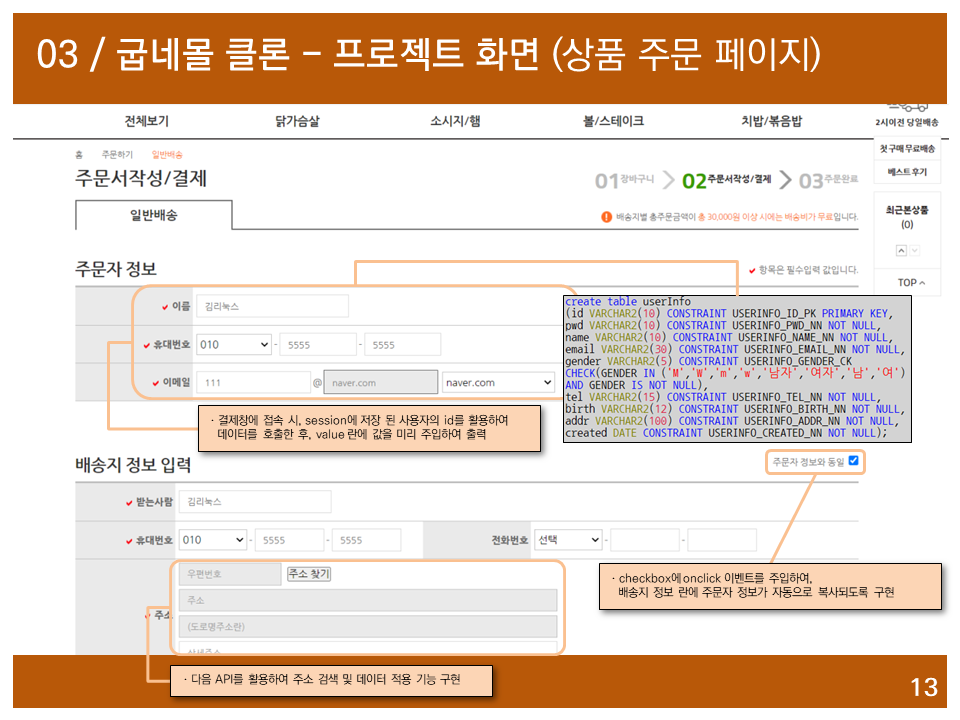 03 / 굽네몰 클론 – 프로젝트 화면 (상품 주문 페이지)
전체보기 닭가슴살 소시지/햄 볼/스테이크 치밥/볶음밥
2시이전 당일배송
첫구매 무료배송
베스트 후기
최근본상품
(0)
TOP
홈 주문하기 일반배송
주문서작성/결제
01 장바구니 02 주문서작성/결제 03 주문완료
일반배송
! 배송지별 총주문금액이 총 30,000원 이상 시에는 배송비가 무료입니다.
주문자 정보
항목은 필수입력 값입니다.
이름 김리눅스
휴대번호 010 - 5555 - 5555
이메일 111 @ naver.com naver.com
create table userInfo
(id VARCHAR2(10) CONSTRAINT USERINFO_ID_PK PRIMARY KEY,
pwd VARCHAR2(10) CONSTRAINT USERINFO_PWD_NN NOT NULL,
name VARCHAR2(10) CONSTRAINT USERINFO_NAME_NN NOT NULL,
email VARCHAR2(30) CONSTRAINT USERINFO_EMAIL_NN NOT NULL,
gender VARCHAR2(5) CONSTRAINT USERINFO_GENDER_CK
CHECK(GENDER IN ('M','W','m','w','남자','여자','남','여')
AND GENDER IS NOT NULL),
tel VARCHAR2(15) CONSTRAINT USERINFO_TEL_NN NOT NULL,
birth VARCHAR2(12) CONSTRAINT USERINFO_BIRTH_NN NOT NULL,
addr VARCHAR2(100) CONSTRAINT USERINFO_ADDR_NN NOT NULL,
created DATE CONSTRAINT USERINFO_CREATED_NN NOT NULL);
· 결제창에 접속 시, session에 저장 된 사용자의 id를 활용하여
데이터를 호출한 후, value 란에 값을 미리 주입하여 출력
배송지 정보 입력
주문자 정보와 동일
받는사람 김리눅스
휴대번호 010 - 5555 - 5555 전화번호 선택 - -
우편번호 주소 찾기
주소
주소 (도로명주소란)
상세주소
· checkbox에 onclick 이벤트를 주입하여,
배송지 정보 란에 주문자 정보가 자동으로 복사되도록 구현
· 다음 API를 활용하여 주소 검색 및 데이터 적용 기능 구현
13